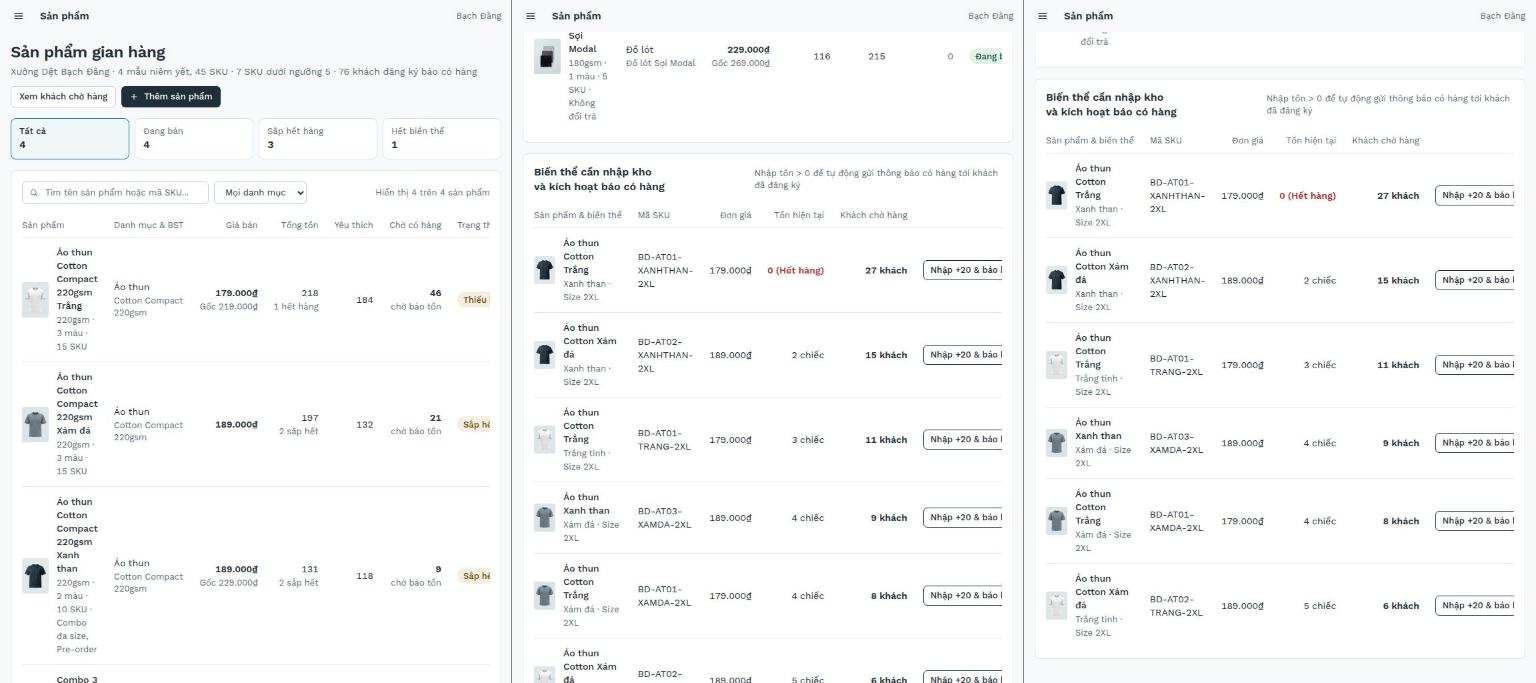 Sản phẩm
Bạch Đằng
Sản phẩm gian hàng
Xưởng Dệt Bạch Đằng · 4 mẫu niêm yết, 45 SKU · 7 SKU dưới ngưỡng 5 · 76 khách đăng ký báo có hàng
Xem khách chờ hàng
+ Thêm sản phẩm
Tất cả
4
Đang bán
4
Sắp hết hàng
3
Hết biến thể
1
Tìm tên sản phẩm hoặc mã SKU...
Mọi danh mục
Hiển thị 4 trên 4 sản phẩm
Sản phẩm
Danh mục & BST
Giá bán
Tổng tồn
Yêu thích
Chờ có hàng
Trạng th
Áo thun
Cotton
Compact
220gsm
Trắng
220gsm ·
3 màu ·
15 SKU
Áo thun
Cotton Compact
220gsm
179.000₫
Gốc 219.000₫
218
1 hết hàng
184
46
chờ báo tồn
Thiếu
Áo thun
Cotton
Compact
220gsm
Xám đá
220gsm ·
3 màu ·
15 SKU
Áo thun
Cotton Compact
220gsm
189.000₫
197
2 sắp hết
132
21
chờ báo tồn
Sắp hế
Áo thun
Cotton
Compact
220gsm
Xanh
than
220gsm ·
2 màu ·
10 SKU ·
Combo
đa size,
Pre-order
Áo thun
Cotton Compact
220gsm
189.000₫
Gốc 229.000₫
131
2 sắp hết
118
9
chờ báo tồn
Sắp hế
Combo 3
Sản phẩm
Bạch Đằng
Sợi
Modal
180gsm ·
1 màu · 5
SKU ·
Không
đổi trả
Đồ lót
Đồ lót Sợi Modal
229.000₫
Gốc 269.000₫
116
215
0
Đang b
Biến thể cần nhập kho
và kích hoạt báo có hàng
Nhập tồn > 0 để tự động gửi thông báo có hàng tới khách
đã đăng ký
Sản phẩm & biến thể
Mã SKU
Đơn giá
Tồn hiện tại
Khách chờ hàng
Áo thun
Cotton
Trắng
Xanh than ·
Size 2XL
BD-AT01-
XANHTHAN-
2XL
179.000₫
0 (Hết hàng)
27 khách
Nhập +20 & báo l
Áo thun
Cotton Xám
đá
Xanh than ·
Size 2XL
BD-AT02-
XANHTHAN-
2XL
189.000₫
2 chiếc
15 khách
Nhập +20 & báo l
Áo thun
Cotton
Trắng
Trắng tinh ·
Size 2XL
BD-AT01-
TRANG-2XL
179.000₫
3 chiếc
11 khách
Nhập +20 & báo l
Áo thun
Xanh than
Xám đá · Size
2XL
BD-AT03-
XAMDA-2XL
189.000₫
4 chiếc
9 khách
Nhập +20 & báo l
Áo thun
Cotton
Trắng
Xám đá · Size
2XL
BD-AT01-
XAMDA-2XL
179.000₫
4 chiếc
8 khách
Nhập +20 & báo l
Áo thun
Cotton Xám
đá
BD-AT02-
189.000₫
5 chiếc
6 khách
Nhập +20 & báo l
Sản phẩm
Bạch Đằng
đổi trả
Biến thể cần nhập kho
và kích hoạt báo có hàng
Nhập tồn > 0 để tự động gửi thông báo có hàng tới khách
đã đăng ký
Sản phẩm & biến thể
Mã SKU
Đơn giá
Tồn hiện tại
Khách chờ hàng
Áo thun
Cotton
Trắng
Xanh than ·
Size 2XL
BD-AT01-
XANHTHAN-
2XL
179.000₫
0 (Hết hàng)
27 khách
Nhập +20 & báo l
Áo thun
Cotton Xám
đá
Xanh than ·
Size 2XL
BD-AT02-
XANHTHAN-
2XL
189.000₫
2 chiếc
15 khách
Nhập +20 & báo l
Áo thun
Cotton
Trắng
Trắng tinh ·
Size 2XL
BD-AT01-
TRANG-2XL
179.000₫
3 chiếc
11 khách
Nhập +20 & báo l
Áo thun
Xanh than
Xám đá · Size
2XL
BD-AT03-
XAMDA-2XL
189.000₫
4 chiếc
9 khách
Nhập +20 & báo l
Áo thun
Cotton
Trắng
Xám đá · Size
2XL
BD-AT01-
XAMDA-2XL
179.000₫
4 chiếc
8 khách
Nhập +20 & báo l
Áo thun
Cotton Xám
đá
Trắng tinh ·
Size 2XL
BD-AT02-
TRANG-2XL
189.000₫
5 chiếc
6 khách
Nhập +20 & báo l